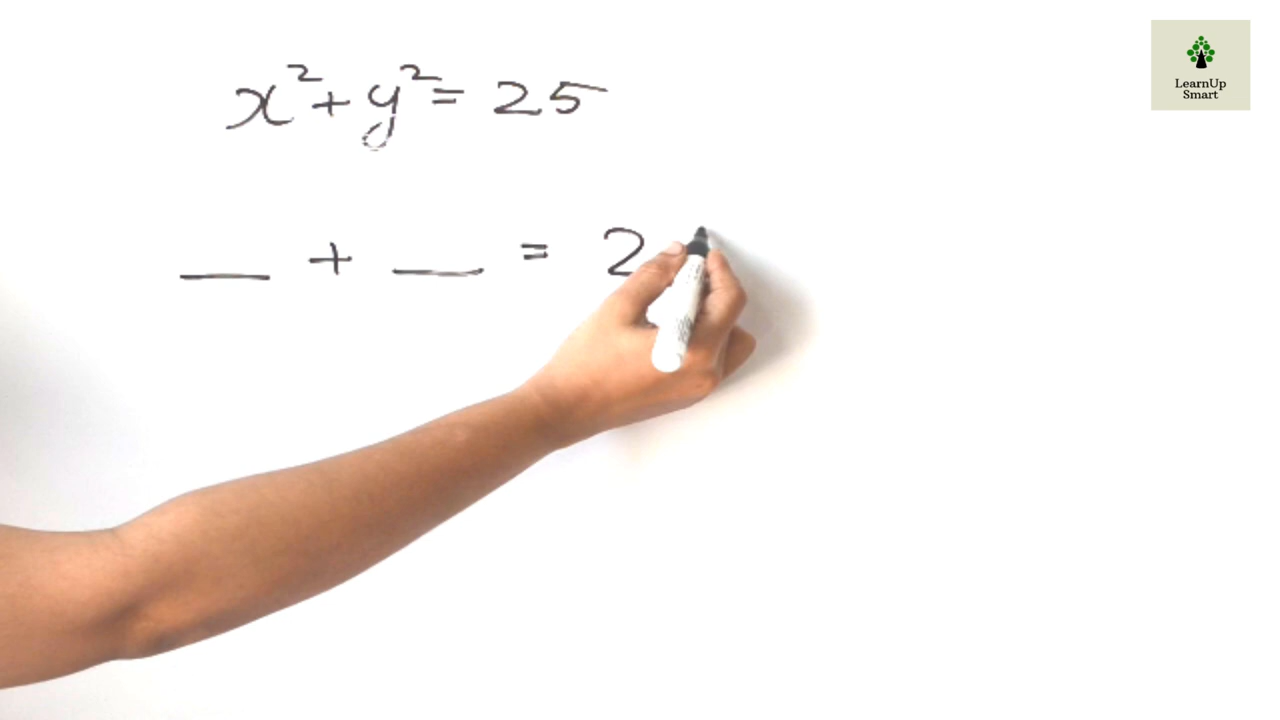 x² + y² = 25
__ + __ = 2
LearnUp
Smart